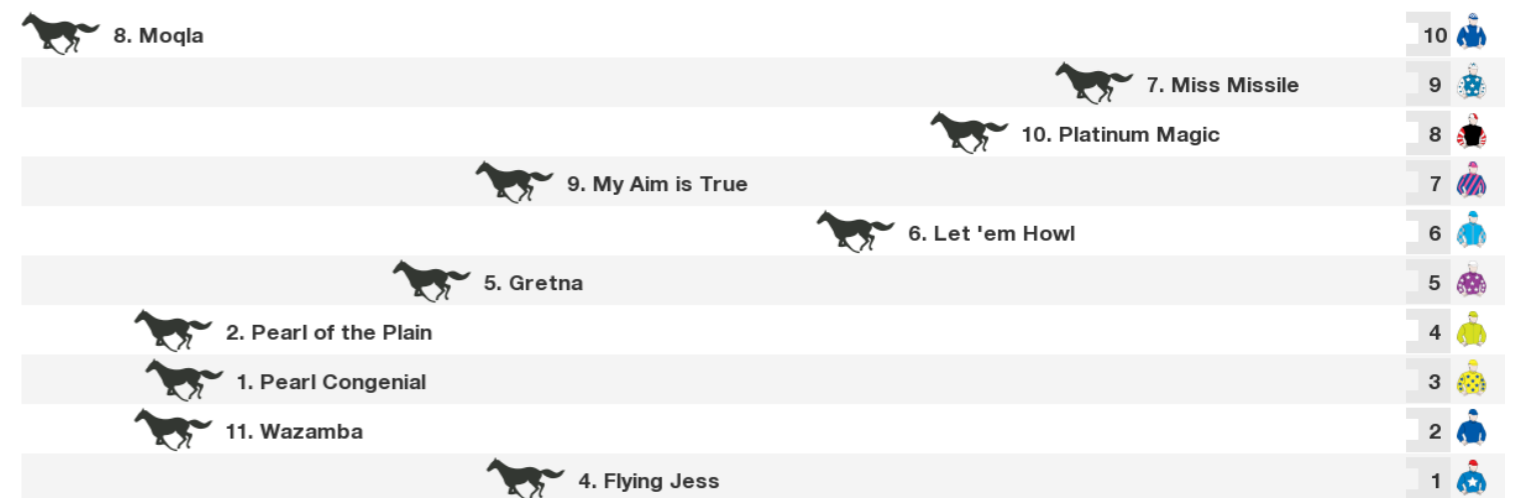 8. Moqla 10
7. Miss Missile 9
10. Platinum Magic 8
9. My Aim is True 7
6. Let 'em Howl 6
5. Gretna 5
2. Pearl of the Plain 4
1. Pearl Congenial 3
11. Wazamba 2
4. Flying Jess 1